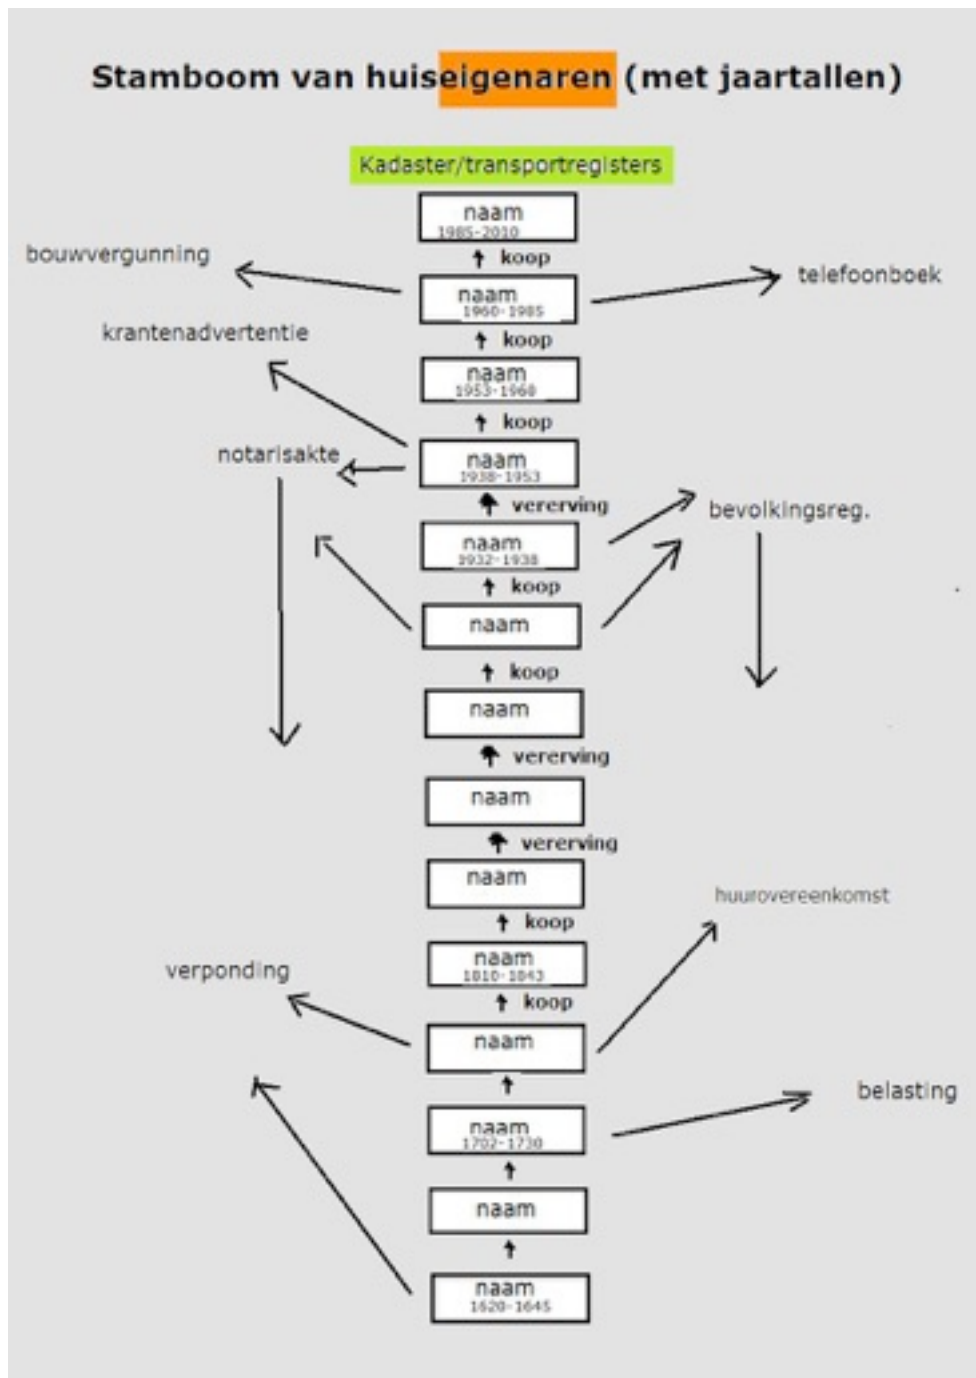 Stamboom van huiseigenaren (met jaartallen)
Kadaster/transportregisters
naam
1985-2010
koop
bouwvergunning
telefoonboek
naam
1960-1985
koop
krantenadvertentie
naam
1953-1960
koop
notarisakte
naam
1938-1953
vererving
bevolkingsreg.
naam
1932-1938
koop
naam
koop
naam
vererving
naam
vererving
naam
huurovereenkomst
koop
verponding
naam
1810-1843
koop
naam
belasting
naam
1702-1730
naam
naam
1620-1645